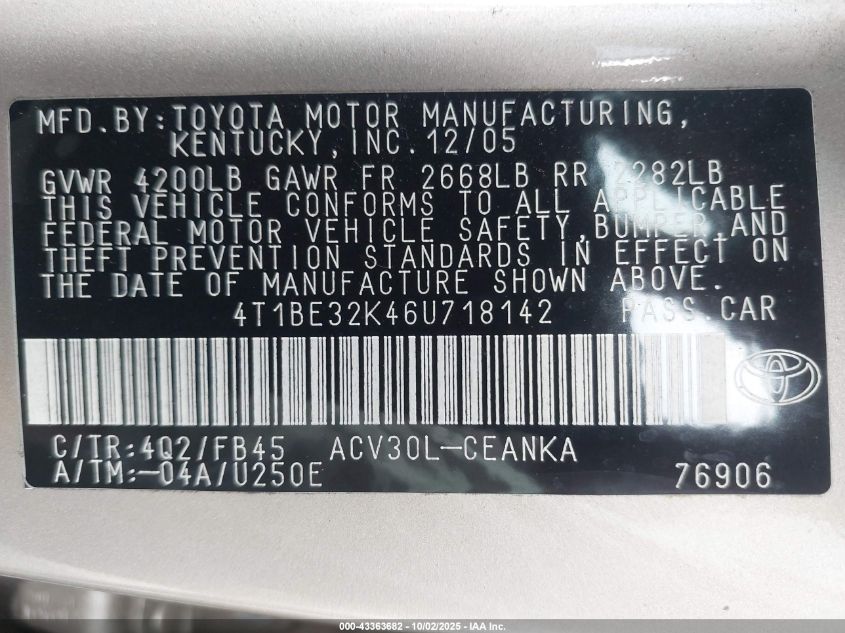 MFD.BY:TOYOTA MOTOR MANUFACTURING,
KENTUCKY,INC.12/05
GVWR 4200LB GAWR FR 2668LB RR 2282LB
THIS VEHICLE CONFORMS TO ALL APPLICABLE
FEDERAL MOTOR VEHICLE SAFETY,BUMPER,AND
THEFT PREVENTION STANDARDS IN EFFECT ON
THE DATE OF MANUFACTURE SHOWN ABOVE.
4T1BE32K46U718142 PASS.CAR
C/TR:4Q2/FB45 ACV30L-CEANKA
A/TM:-04A/U250E 76906
000-43363682 - 10/02/2025 - IAA Inc.